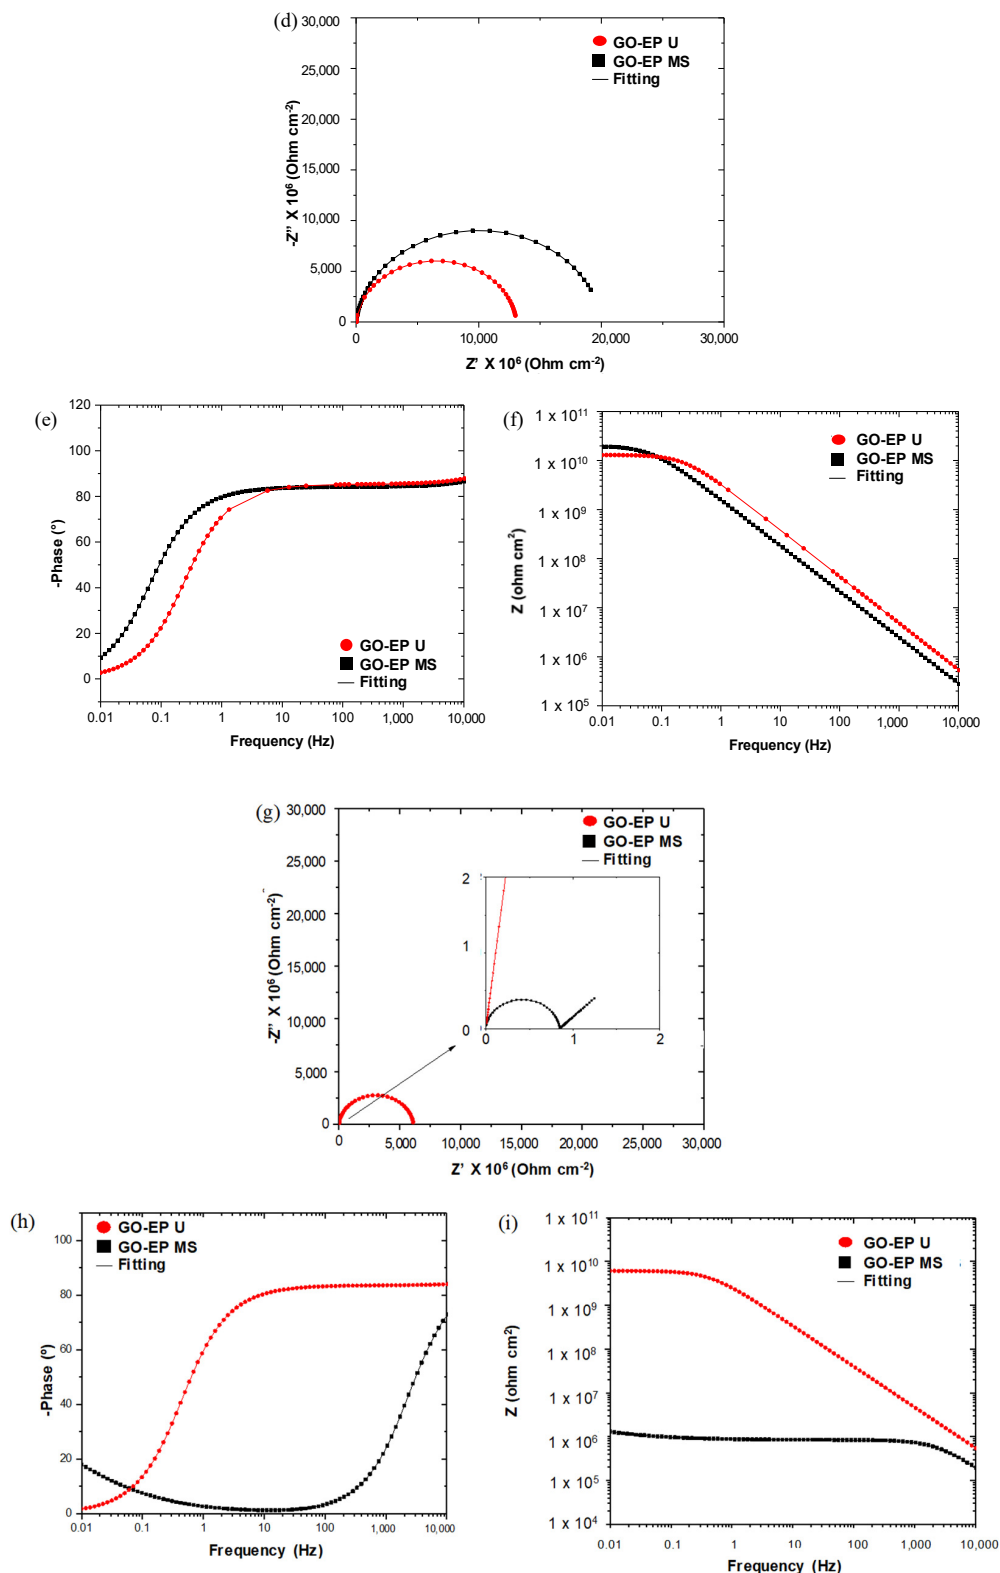 (d)
30,000
25,000
20,000
15,000
10,000
5,000
0
-Z'' X 10⁶ (Ohm cm⁻²)
GO-EP U
GO-EP MS
Fitting
0
10,000
20,000
30,000
Z' X 10⁶ (Ohm cm⁻²)
(e)
120
100
80
60
40
20
0
-Phase (°)
GO-EP U
GO-EP MS
Fitting
0.01
0.1
1
10
100
1,000
10,000
Frequency (Hz)
(f)
1 x 10¹¹
1 x 10¹⁰
1 x 10⁹
1 x 10⁸
1 x 10⁷
1 x 10⁶
1 x 10⁵
Z (ohm cm²)
GO-EP U
GO-EP MS
Fitting
0.01
0.1
1
10
100
1,000
10,000
Frequency (Hz)
(g)
30,000
25,000
20,000
15,000
10,000
5,000
0
-Z'' X 10⁶ (Ohm cm⁻²)
GO-EP U
GO-EP MS
Fitting
2
1
0
0
1
2
0
5,000
10,000
15,000
20,000
25,000
30,000
Z' X 10⁶ (Ohm cm⁻²)
(h)
100
80
60
40
20
0
-Phase (º)
GO-EP U
GO-EP MS
Fitting
0.01
0.1
1
10
100
1,000
10,000
Frequency (Hz)
(i)
1 x 10¹¹
1 x 10¹⁰
1 x 10⁹
1 x 10⁸
1 x 10⁷
1 x 10⁶
1 x 10⁵
1 x 10⁴
Z (ohm cm²)
GO-EP U
GO-EP MS
Fitting
0.01
0.1
1
10
100
1,000
10,000
Frequency (Hz)